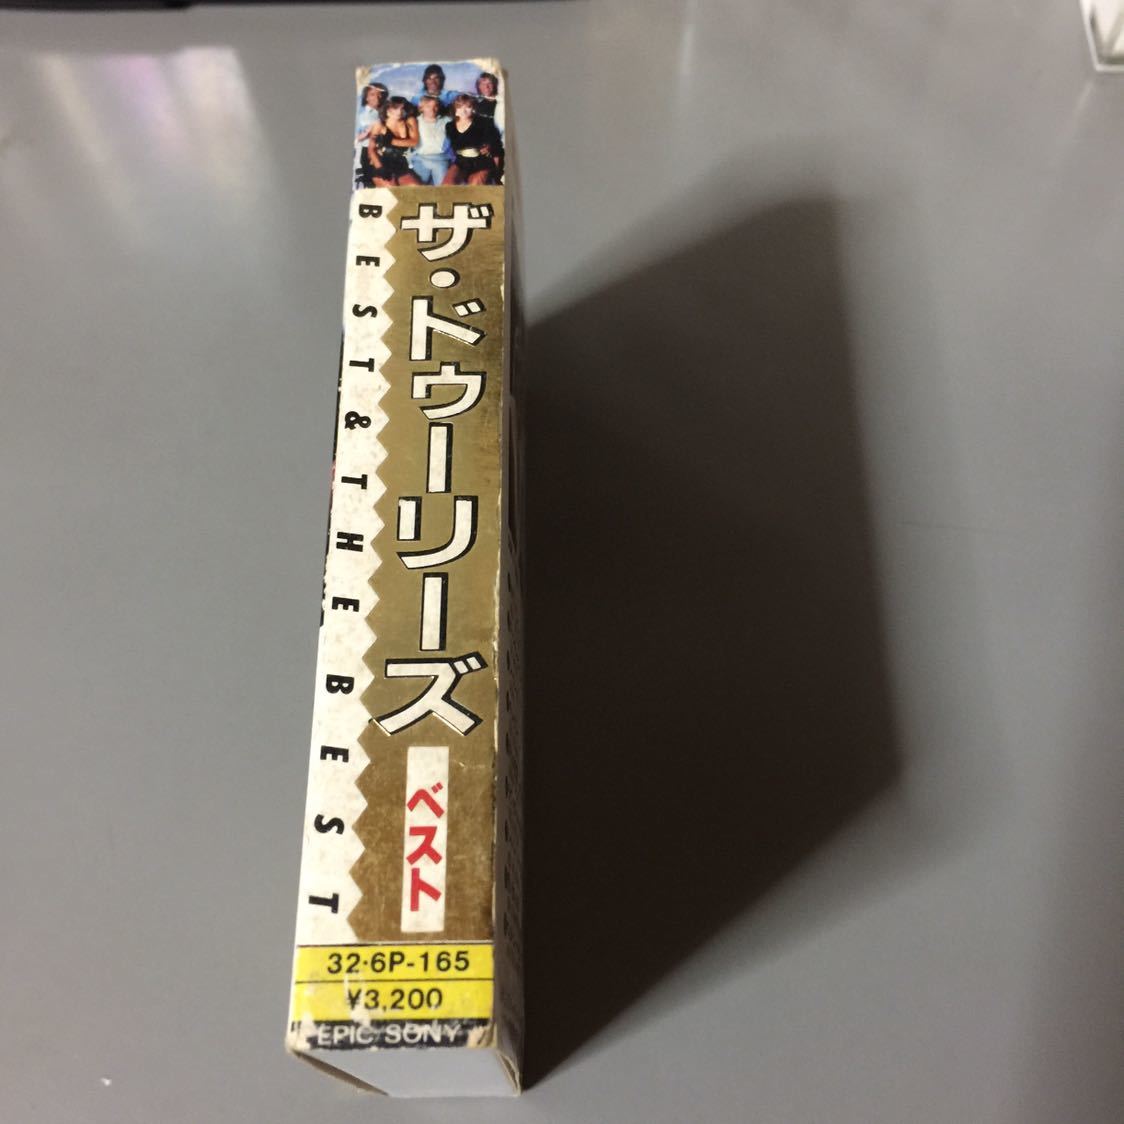 ザ・ドゥーリーズ
ベスト
BEST & THE BEST
32・6P-165
¥3,200
EPIC/SONY